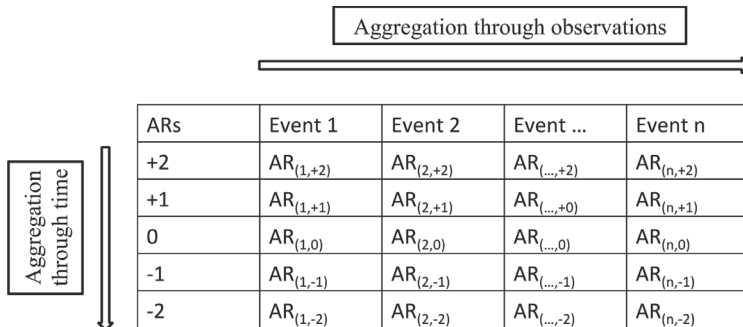 Aggregation through observations
Aggregation
through time
ARs Event 1 Event 2 Event ... Event n
+2 AR(1,+2) AR(2,+2) AR(...,+2) AR(n,+2)
+1 AR(1,+1) AR(2,+1) AR(...,+0) AR(n,+1)
0 AR(1,0) AR(2,0) AR(...,0) AR(n,0)
-1 AR(1,-1) AR(2,-1) AR(...,-1) AR(n,-1)
-2 AR(1,-2) AR(2,-2) AR(...,-2) AR(n,-2)